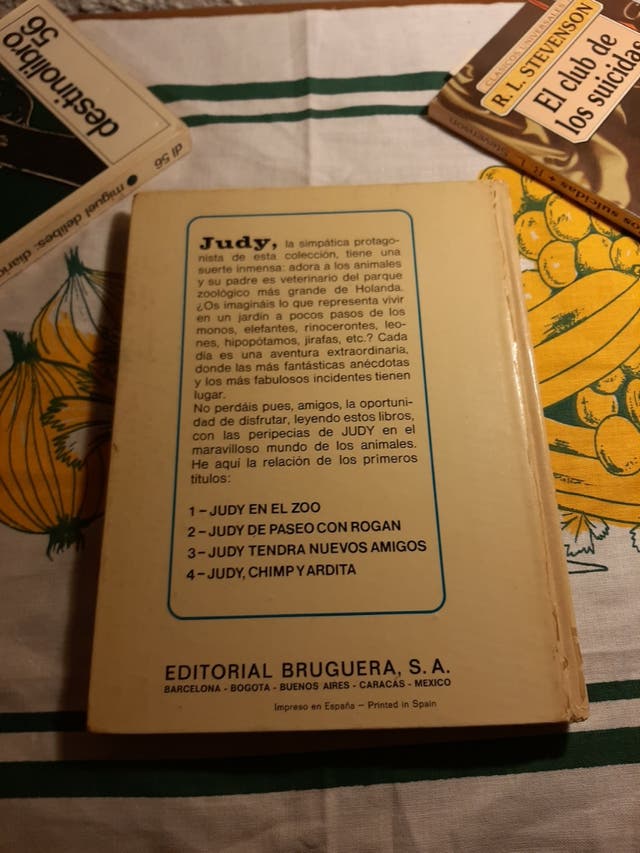 destinolibro
56
dl 56
miguel delibes: diario
CLASICOS UNIVERSALES
R. L. STEVENSON
El club de
los suicidas
Judy, la simpática protago-
nista de esta colección, tiene una
suerte inmensa: adora a los animales
y su padre es veterinario del parque
zoológico más grande de Holanda.
¿Os imagináis lo que representa vivir
en un jardín a pocos pasos de los
monos, elefantes, rinocerontes, leo-
nes, hipopótamos, jirafas, etc.? Cada
día es una aventura extraordinaria,
donde las más fantásticas anécdotas
y los más fabulosos incidentes tienen
lugar.
No perdáis pues, amigos, la oportuni-
dad de disfrutar, leyendo estos libros,
con las peripecias de JUDY en el
maravilloso mundo de los animales.
He aquí la relación de los primeros
títulos:
1 – JUDY EN EL ZOO
2 – JUDY DE PASEO CON ROGAN
3 – JUDY TENDRA NUEVOS AMIGOS
4 – JUDY, CHIMP Y ARDITA
EDITORIAL BRUGUERA, S. A.
BARCELONA - BOGOTA - BUENOS AIRES - CARACAS - MEXICO
Impreso en España – Printed in Spain